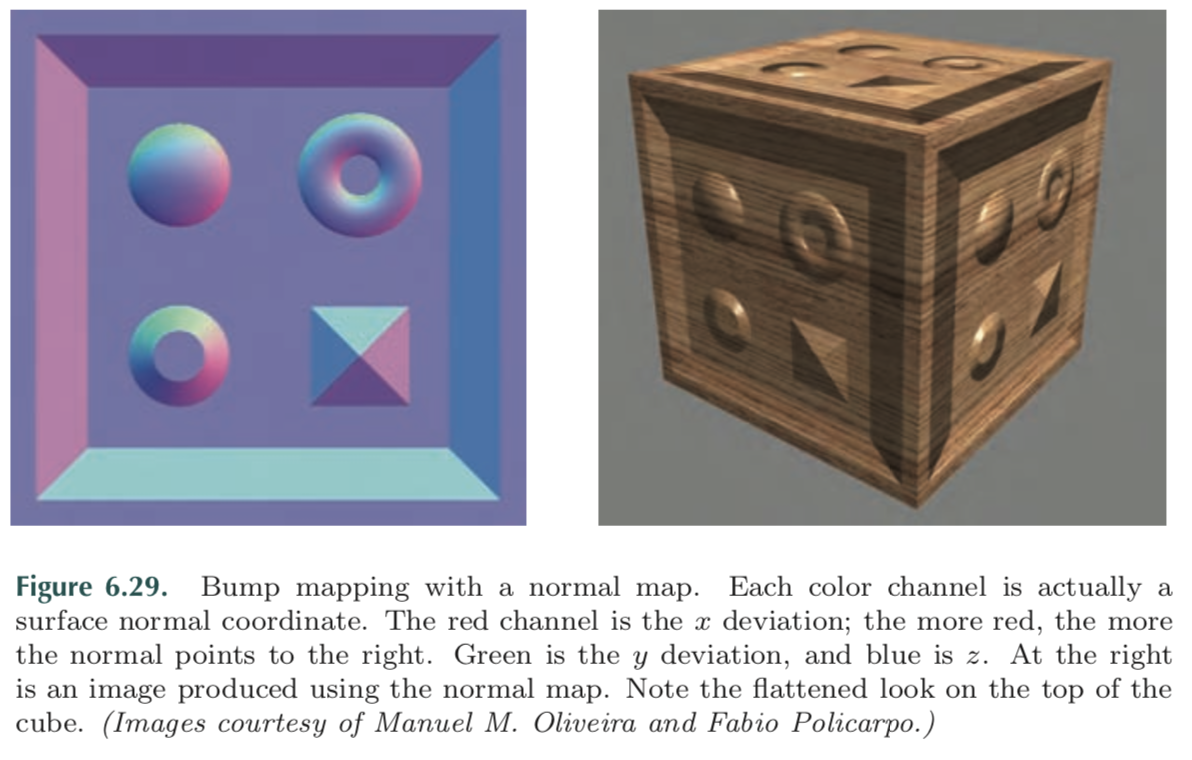 Figure 6.29. Bump mapping with a normal map. Each color channel is actually a
surface normal coordinate. The red channel is the x deviation; the more red, the more
the normal points to the right. Green is the y deviation, and blue is z. At the right
is an image produced using the normal map. Note the flattened look on the top of the
cube. (Images courtesy of Manuel M. Oliveira and Fabio Policarpo.)